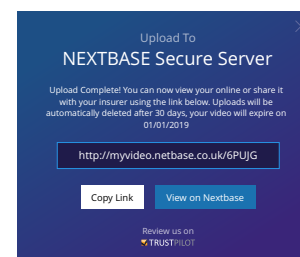 Upload To
NEXTBASE Secure Server
Upload Complete! You can now view your online or share it
with your insurer using the link below. Uploads will be
automatically deleted after 30 days, your video will expire on
01/01/2019
http://myvideo.netbase.co.uk/6PUJG
Copy Link
View on Nextbase
Review us on
TRUSTPILOT